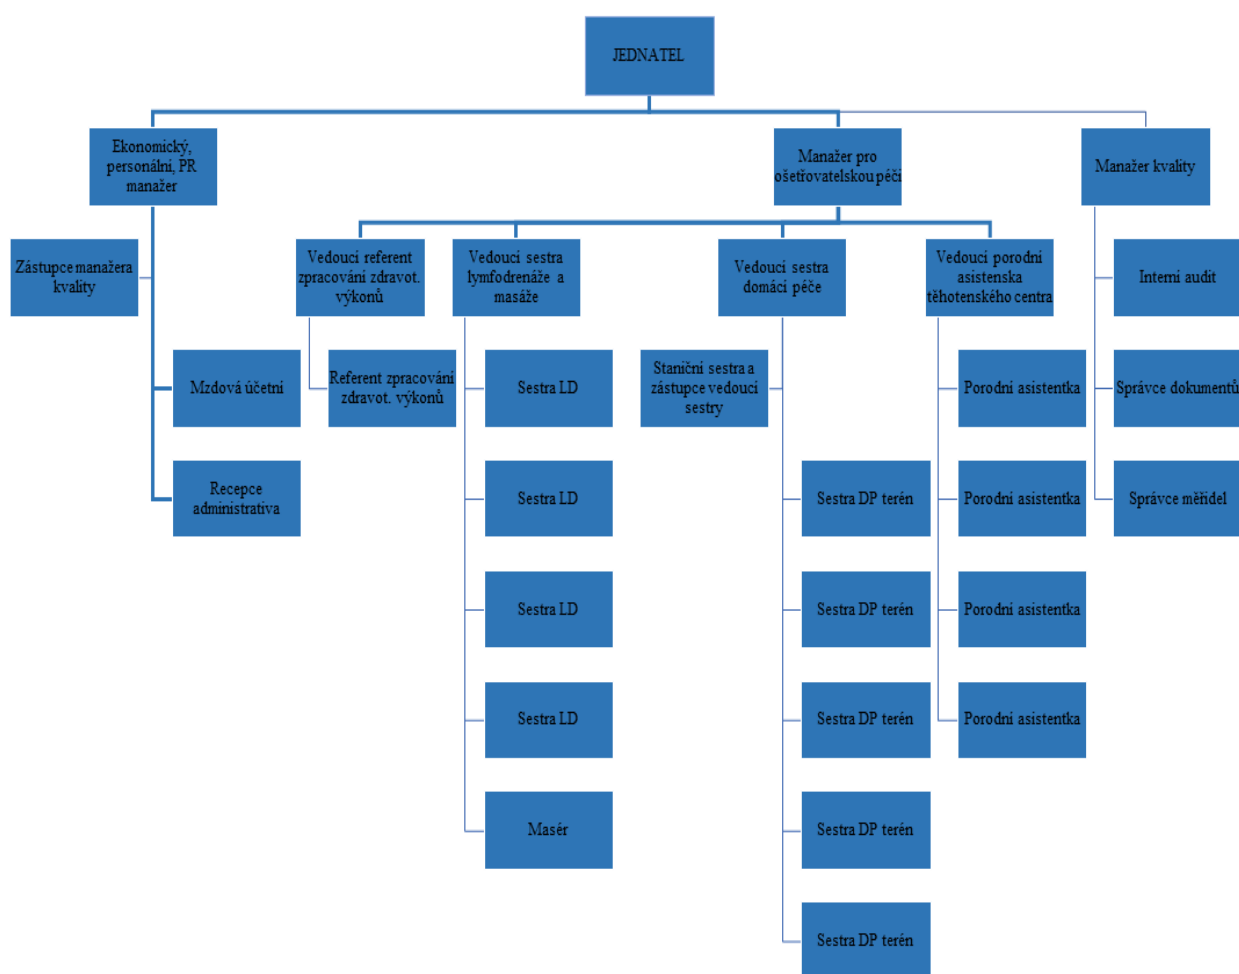 JEDNATEL
Ekonomický,
personální, PR
manažer
Manažer pro
ošetřovatelskou péči
Manažer kvality
Zástupce manažera
kvality
Vedoucí referent
zpracování zdravot.
výkonů
Vedoucí sestra
lymfodrenáže a
masáže
Vedoucí sestra
domácí péče
Vedoucí porodní
asistenska
těhotenského centra
Interní audit
Mzdová účetní
Referent zpracování
zdravot. výkonů
Sestra LD
Staniční sestra a
zástupce vedoucí
sestry
Porodní asistentka
Správce dokumentů
Recepce
administrativa
Sestra LD
Sestra DP terén
Porodní asistentka
Správce měřidel
Sestra LD
Sestra DP terén
Porodní asistentka
Sestra LD
Sestra DP terén
Porodní asistentka
Masér
Sestra DP terén
Sestra DP terén